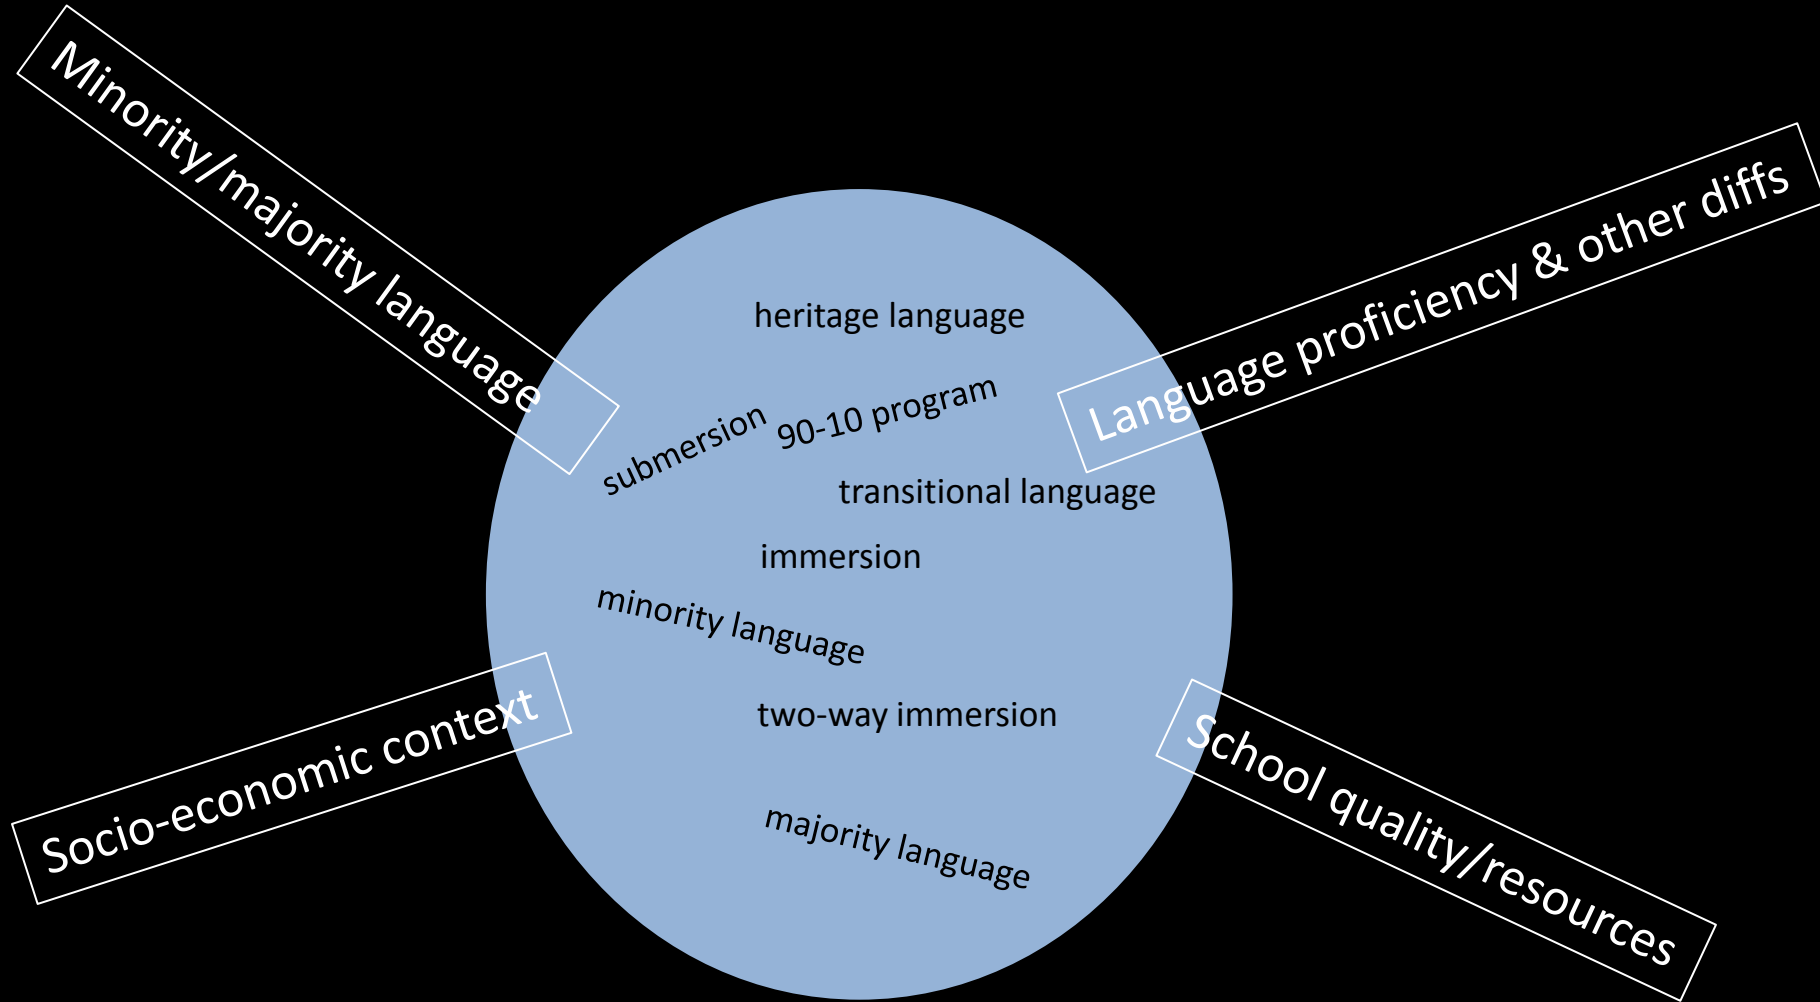 Minority/majority language
Language proficiency & other diffs
heritage language
90-10 program
submersion
transitional language
immersion
minority language
two-way immersion
Socio-economic context
School quality/resources
majority language